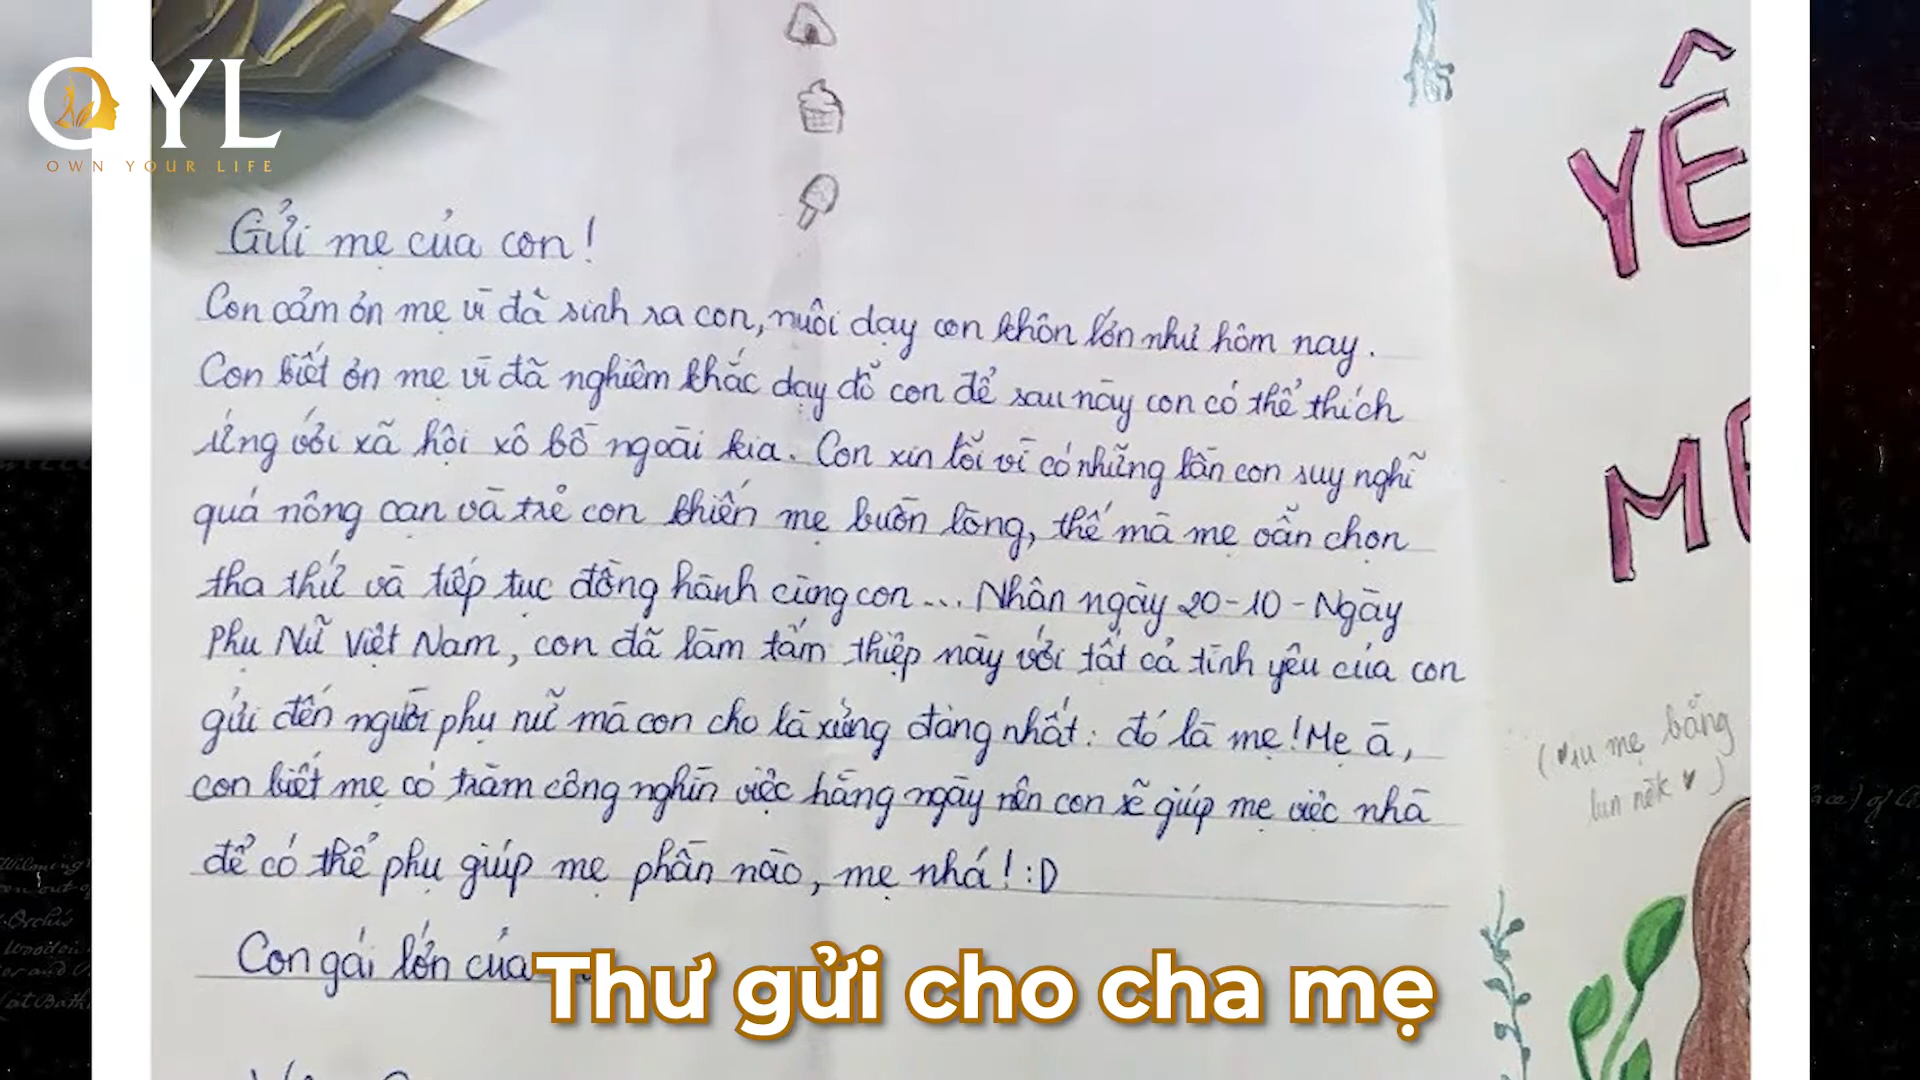 OYL
OWN YOUR LIFE
Gửi mẹ của con!
Con cảm ơn mẹ vì đã sinh ra con, nuôi dạy con khôn lớn như hôm nay.
Con biết ơn mẹ vì đã nghiêm khắc dạy dỗ con để sau này con có thể thích
ứng với xã hội xô bồ ngoài kia. Con xin lỗi vì có những lần con suy nghĩ
quá nông cạn và trẻ con khiến mẹ buồn lòng, thế mà mẹ vẫn chọn
tha thứ và tiếp tục đồng hành cùng con... Nhân ngày 20-10-Ngày
Phụ Nữ Việt Nam, con đã làm tấm thiệp này với tất cả tình yêu của con
gửi đến người phụ nữ mà con cho là xứng đáng nhất: đó là mẹ! Mẹ à,
con biết mẹ có trăm công nghìn việc hằng ngày nên con sẽ giúp mẹ việc nhà
để có thể phụ giúp mẹ phần nào, mẹ nhá! :D
Con gái lớn của
YÊ
ME
(♥iu mẹ bằng
lun nèk ♥)
Thư gửi cho cha mẹ